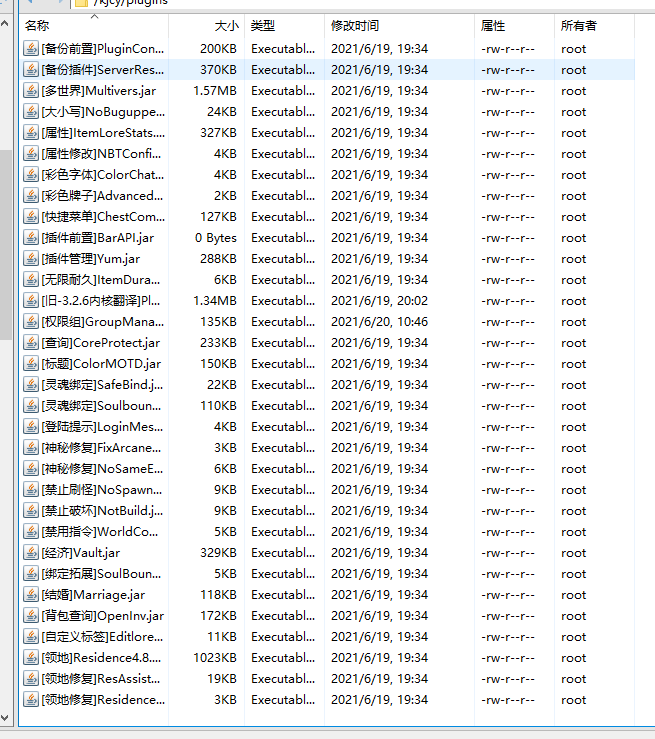 /kjcy/plugins
名称 大小 类型 修改时间 属性 所有者
[备份前置]PluginCon... 200KB Executabl... 2021/6/19, 19:34 -rw-r--r-- root
[备份插件]ServerRes... 370KB Executabl... 2021/6/19, 19:34 -rw-r--r-- root
[多世界]Multivers.jar 1.57MB Executabl... 2021/6/19, 19:34 -rw-r--r-- root
[大小写]NoBuguppe... 24KB Executabl... 2021/6/19, 19:34 -rw-r--r-- root
[属性]ItemLoreStats.... 327KB Executabl... 2021/6/19, 19:34 -rw-r--r-- root
[属性修改]NBTConfi... 4KB Executabl... 2021/6/19, 19:34 -rw-r--r-- root
[彩色字体]ColorChat... 4KB Executabl... 2021/6/19, 19:34 -rw-r--r-- root
[彩色牌子]Advanced... 2KB Executabl... 2021/6/19, 19:34 -rw-r--r-- root
[快捷菜单]ChestCom... 127KB Executabl... 2021/6/19, 19:34 -rw-r--r-- root
[插件前置]BarAPI.jar 0 Bytes Executabl... 2021/6/19, 19:34 -rw-r--r-- root
[插件管理]Yum.jar 288KB Executabl... 2021/6/19, 19:34 -rw-r--r-- root
[无限耐久]ItemDura... 6KB Executabl... 2021/6/19, 19:34 -rw-r--r-- root
[旧-3.2.6内核翻译]Pl... 1.34MB Executabl... 2021/6/19, 20:02 -rw-r--r-- root
[权限组]GroupMana... 135KB Executabl... 2021/6/20, 10:46 -rw-r--r-- root
[查询]CoreProtect.jar 233KB Executabl... 2021/6/19, 19:34 -rw-r--r-- root
[标题]ColorMOTD.jar 150KB Executabl... 2021/6/19, 19:34 -rw-r--r-- root
[灵魂绑定]SafeBind.j... 22KB Executabl... 2021/6/19, 19:34 -rw-r--r-- root
[灵魂绑定]Soulboun... 110KB Executabl... 2021/6/19, 19:34 -rw-r--r-- root
[登陆提示]LoginMes... 4KB Executabl... 2021/6/19, 19:34 -rw-r--r-- root
[神秘修复]FixArcane... 3KB Executabl... 2021/6/19, 19:34 -rw-r--r-- root
[神秘修复]NoSameE... 6KB Executabl... 2021/6/19, 19:34 -rw-r--r-- root
[禁止刷怪]NoSpawn... 9KB Executabl... 2021/6/19, 19:34 -rw-r--r-- root
[禁止破坏]NotBuild.j... 9KB Executabl... 2021/6/19, 19:34 -rw-r--r-- root
[禁用指令]WorldCo... 5KB Executabl... 2021/6/19, 19:34 -rw-r--r-- root
[经济]Vault.jar 329KB Executabl... 2021/6/19, 19:34 -rw-r--r-- root
[绑定拓展]SoulBoun... 5KB Executabl... 2021/6/19, 19:34 -rw-r--r-- root
[结婚]Marriage.jar 118KB Executabl... 2021/6/19, 19:34 -rw-r--r-- root
[背包查询]OpenInv.jar 172KB Executabl... 2021/6/19, 19:34 -rw-r--r-- root
[自定义标签]Editlore... 11KB Executabl... 2021/6/19, 19:34 -rw-r--r-- root
[领地]Residence4.8.... 1023KB Executabl... 2021/6/19, 19:34 -rw-r--r-- root
[领地修复]ResAssist... 19KB Executabl... 2021/6/19, 19:34 -rw-r--r-- root
[领地修复]Residence... 3KB Executabl... 2021/6/19, 19:34 -rw-r--r-- root